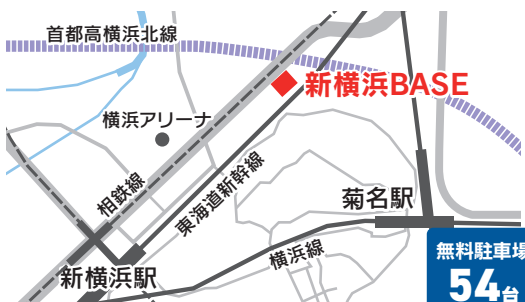 首都高横浜北線
新横浜BASE
横浜アリーナ
相鉄線
東海道新幹線
菊名駅
横浜線
新横浜駅
無料駐車場
54台